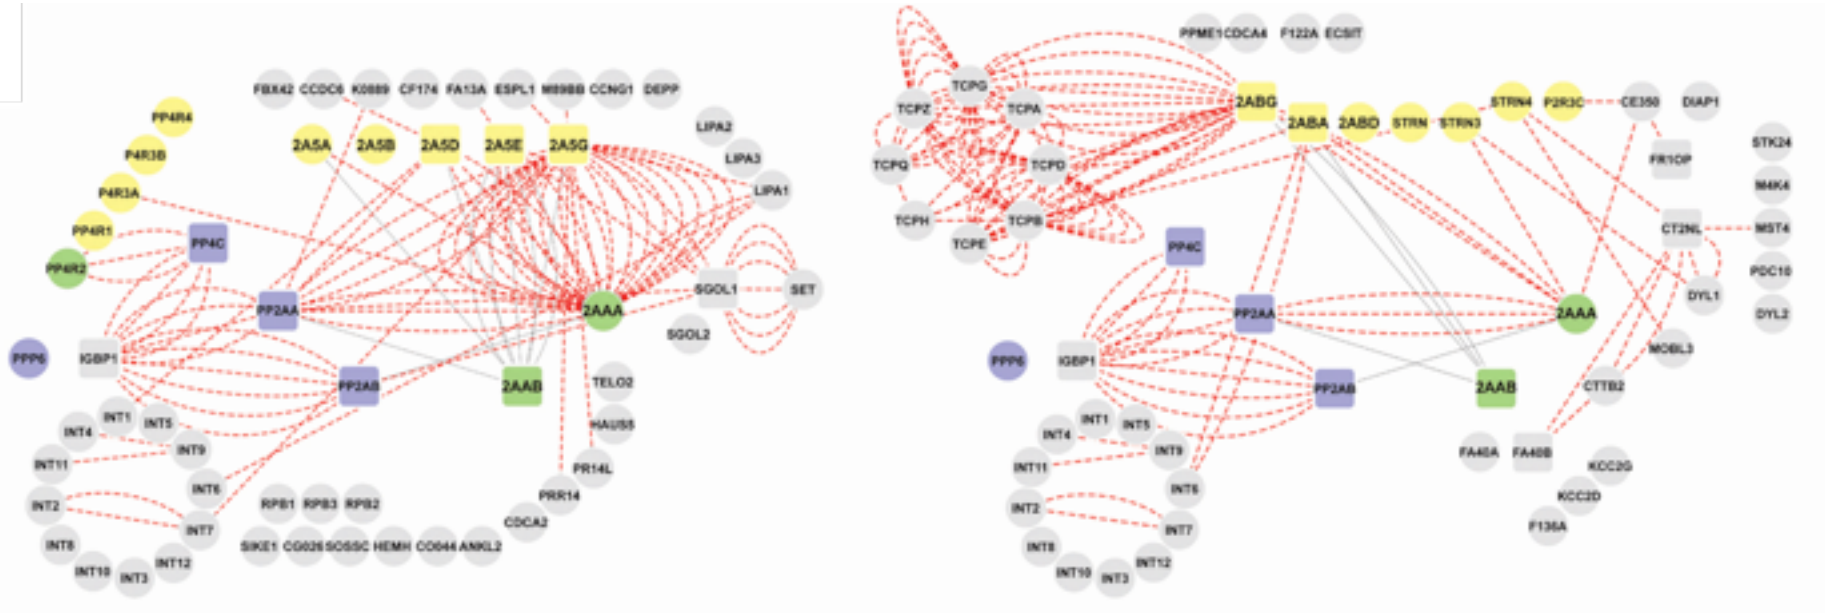 FBX42 CCDC6 K0889 CF174 FA13A ESPL1 M89BB CCNG1 DEPP
PP4R4
LIPA2
2A5A 2A5B 2A5D 2A5E 2A5G
P4R3B
LIPA3
P4R3A
LIPA1
PP4R1
PP4C
PP4R2
SGOL1 SET
PP2AA
2AAA
SGOL2
PPP6 IGBP1
PP2AB
2AAB
TELO2
INT1
INT5
HAUS5
INT4
INT9
INT11
PR14L
INT6
PRR14
INT2
RPB1 RPB3 RPB2
CDCA2
INT7
INT8
SIKE1 CG026 SOSSC HEMH CO044 ANKL2
INT12
INT10
INT3
PPME1 CDCA4 F122A ECSIT
TCPG
TCPZ
TCPA
2ABG
2ABA 2ABD STRN STRN3 STRN4 P2R3C CE350 DIAP1
TCPQ
TCPD
FR1OP
STK24
M4K4
TCPH
TCPB
CT2NL MST4
TCPE
PP4C
PDC10
DYL1
PP2AA
2AAA
DYL2
MOBL3
PPP6 IGBP1
PP2AB
2AAB
CTTB2
INT1
INT5
INT4
INT9
FA40A FA40B
INT11
KCC2G
INT6
KCC2D
INT2
INT7
F136A
INT8
INT12
INT10
INT3